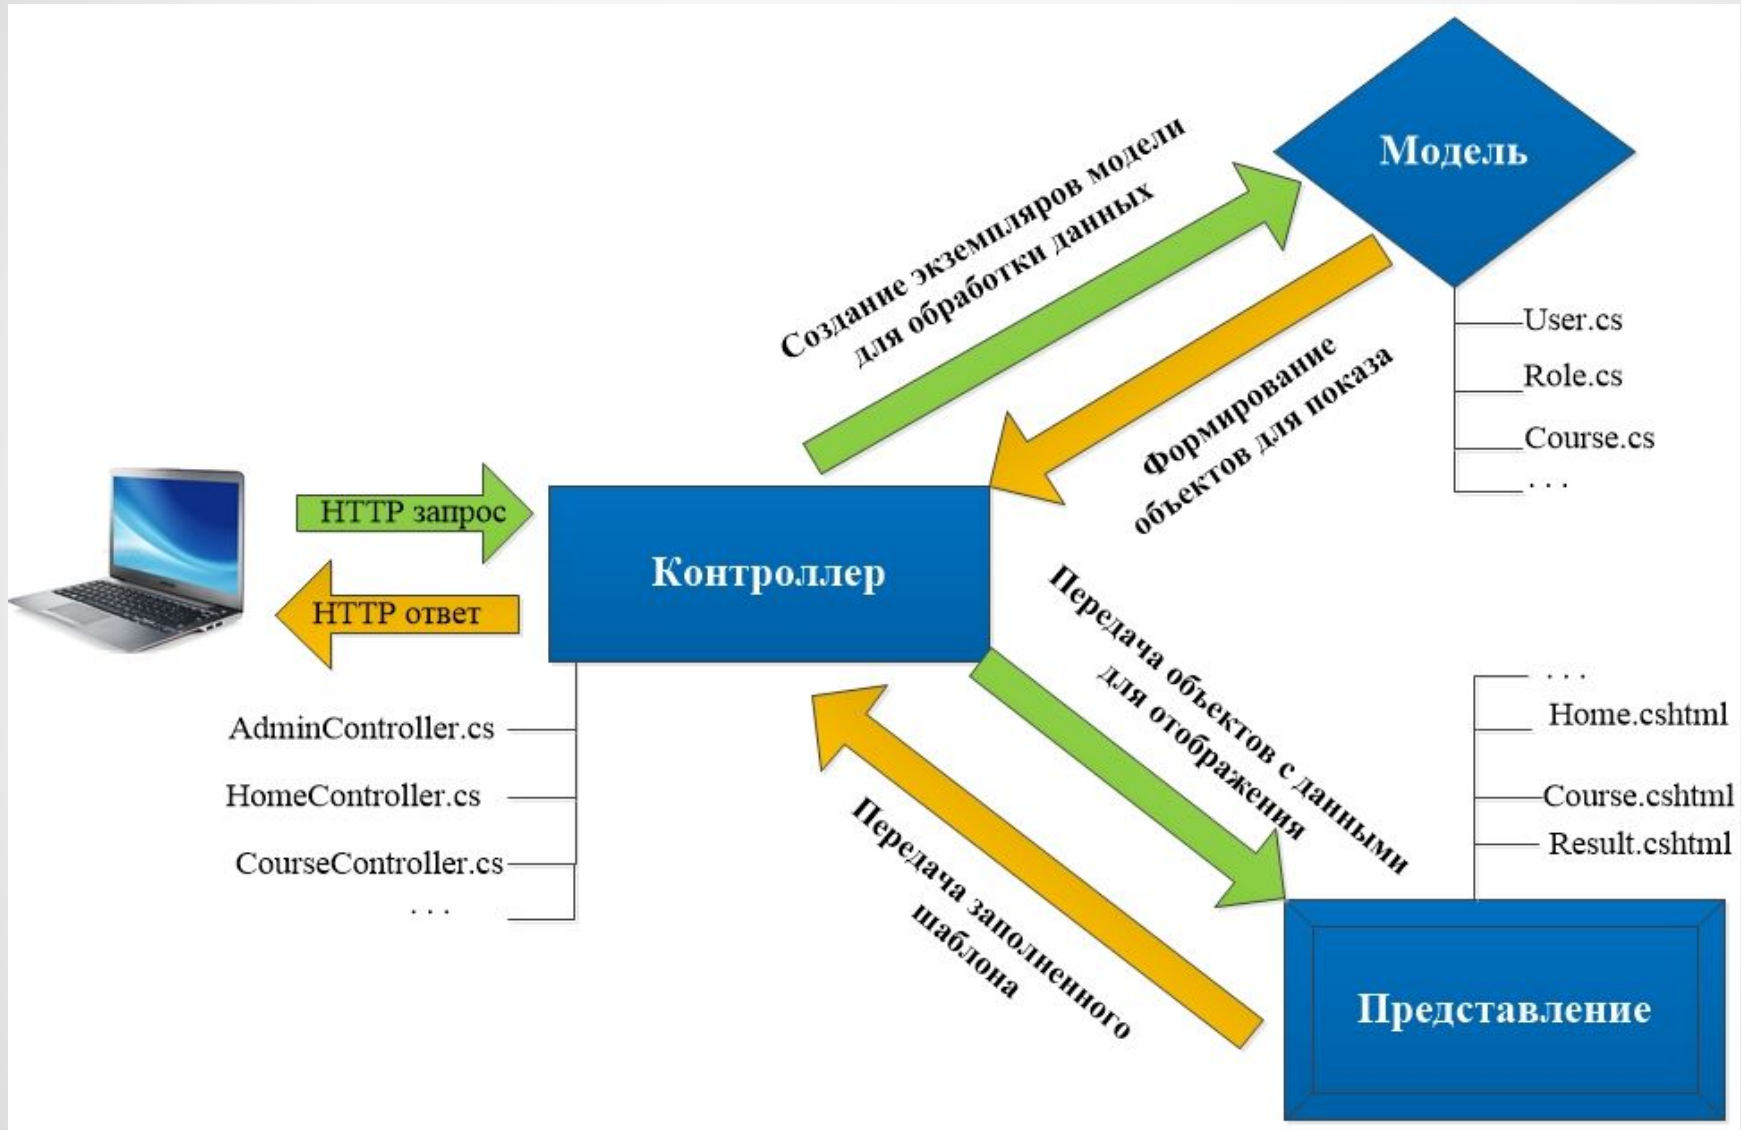 Модель
Создание экземпляров модели
для обработки данных
Формирование
объектов для показа
User.cs
Role.cs
Course.cs
. . .
HTTP запрос
HTTP ответ
Контроллер
AdminController.cs
HomeController.cs
CourseController.cs
. . .
Передача объектов с данными
для отображения
Передача заполненного
шаблона
. . .
Home.cshtml
Course.cshtml
Result.cshtml
Представление